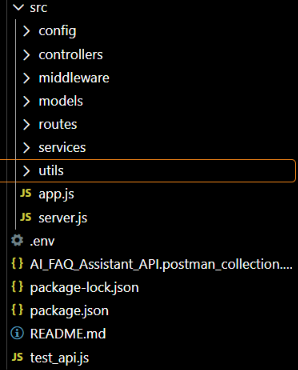 src
config
controllers
middleware
models
routes
services
utils
JS app.js
JS server.js
.env
{} AI_FAQ_Assistant_API.postman_collection....
{} package-lock.json
{} package.json
README.md
JS test_api.js